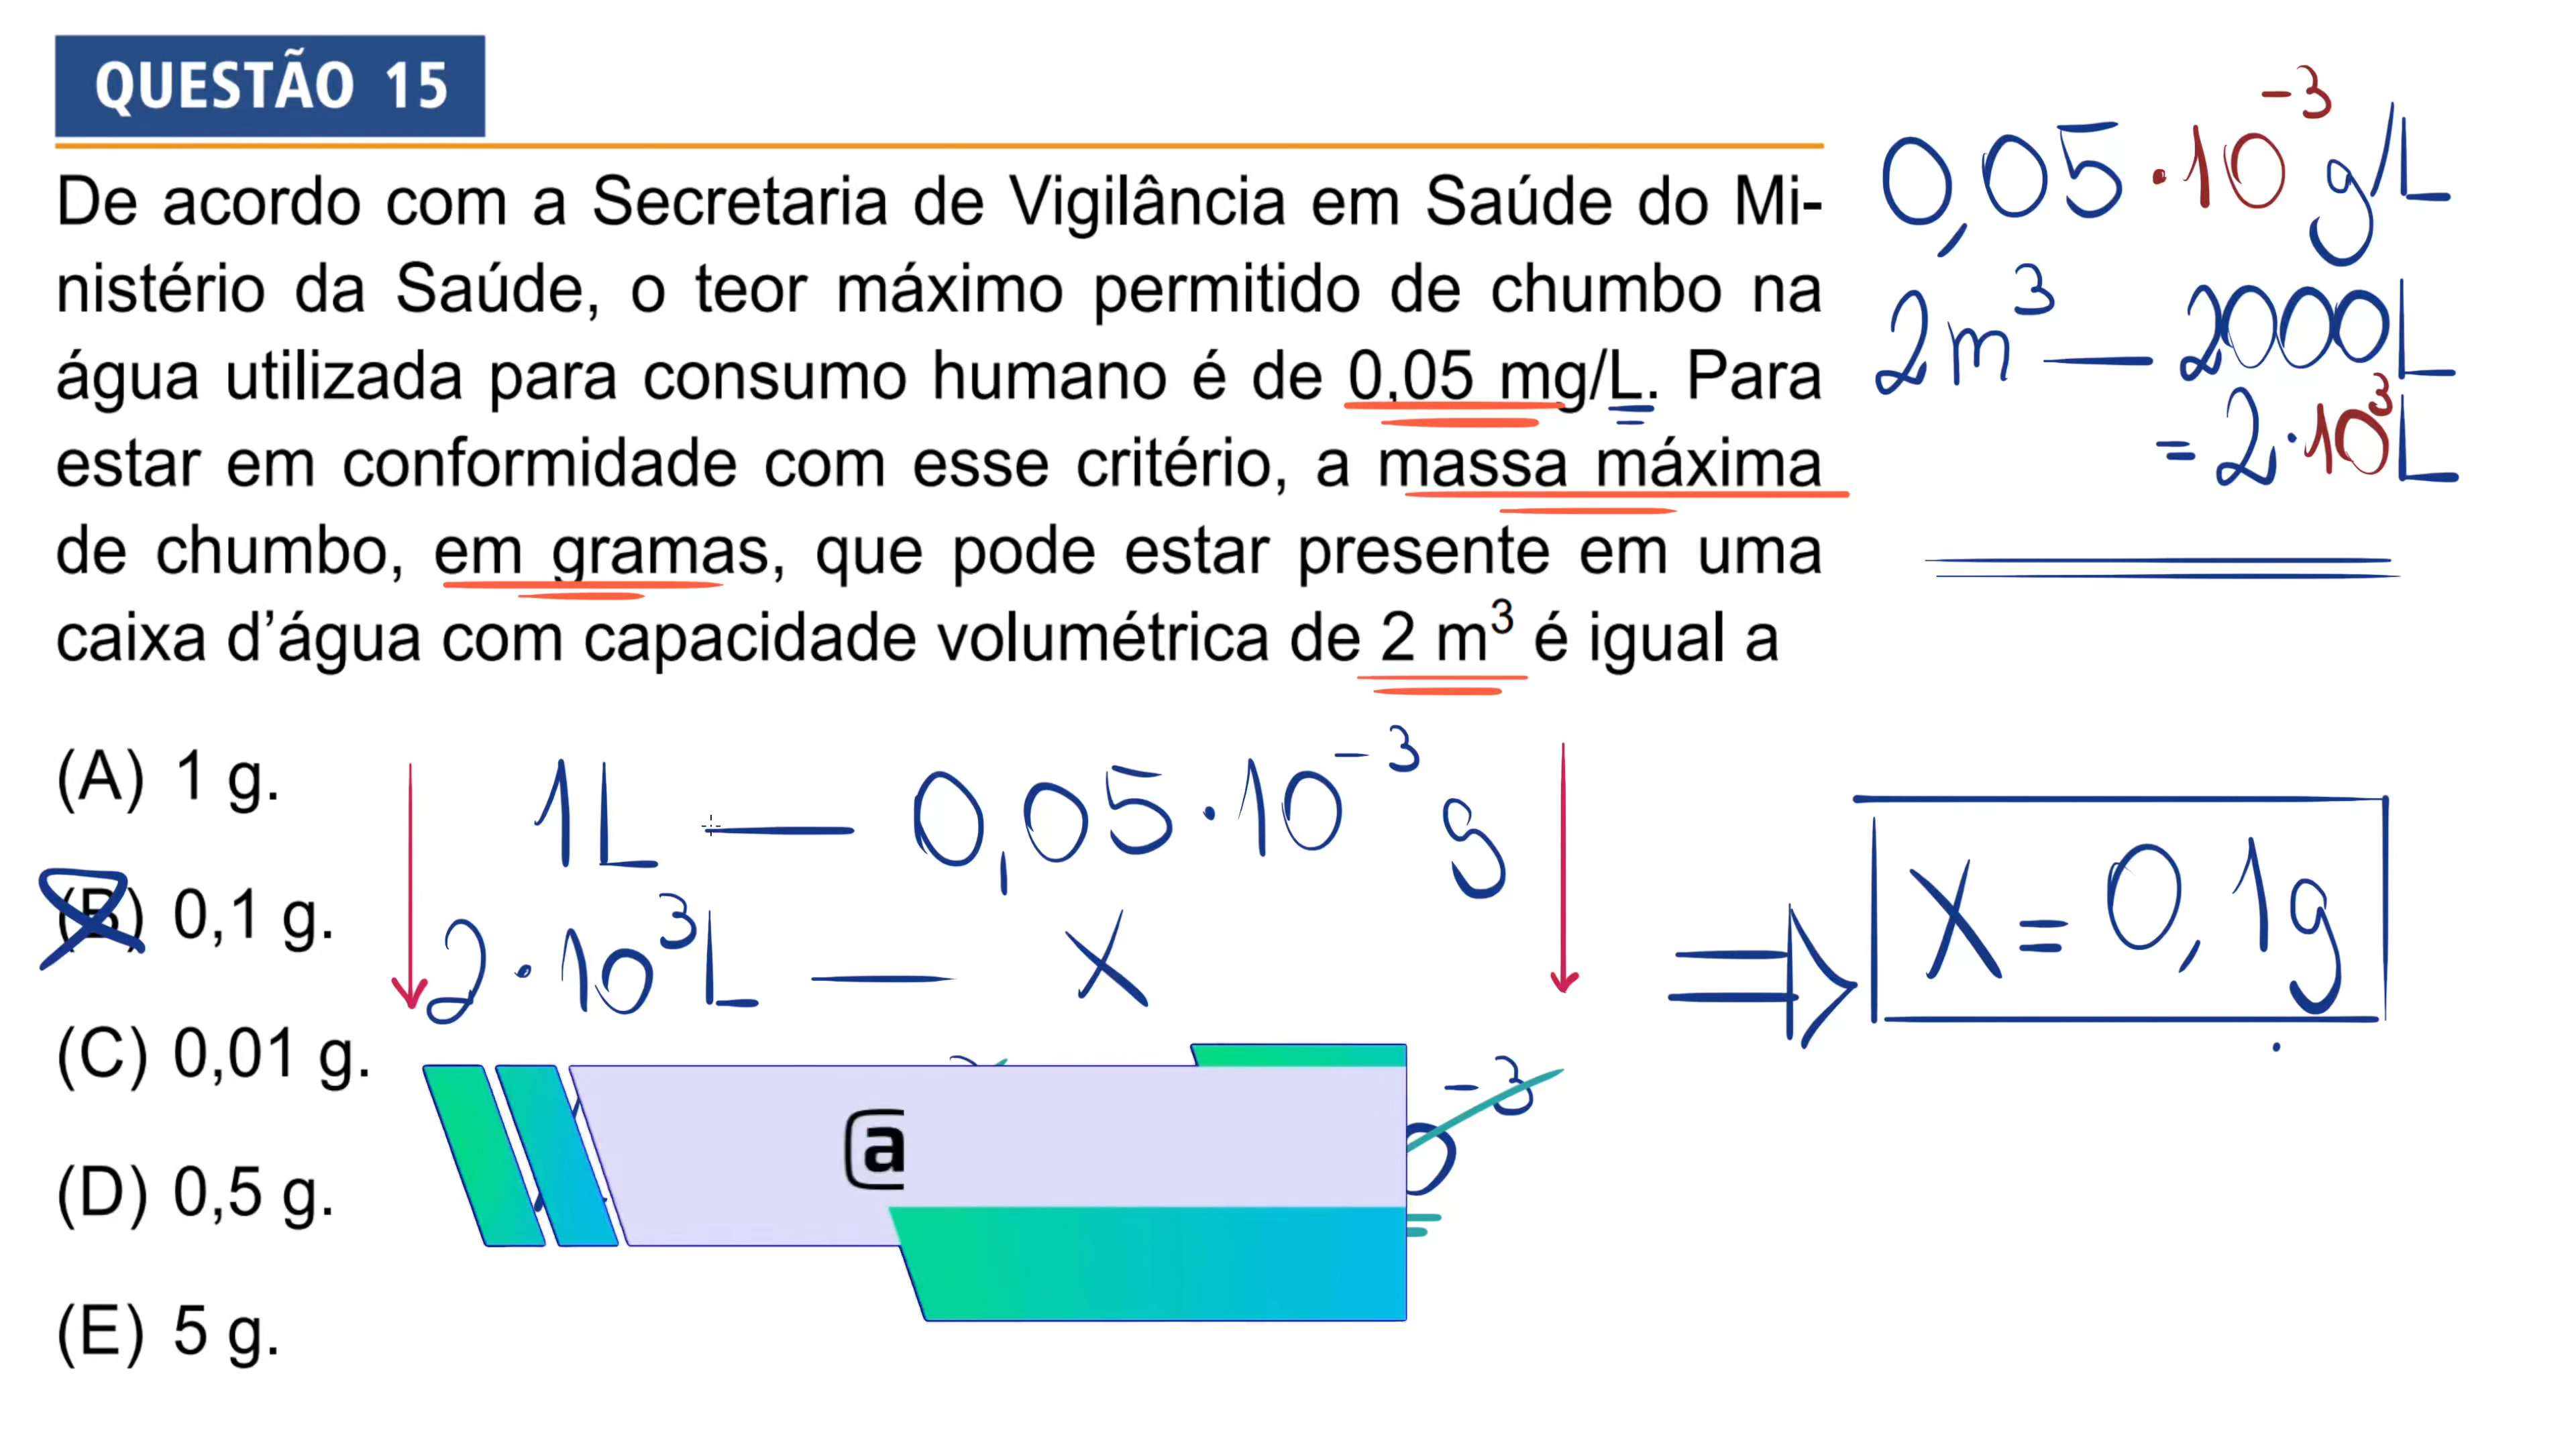 QUESTÃO 15
De acordo com a Secretaria de Vigilância em Saúde do Mi-
nistério da Saúde, o teor máximo permitido de chumbo na
água utilizada para consumo humano é de 0,05 mg/L. Para
estar em conformidade com esse critério, a massa máxima
de chumbo, em gramas, que pode estar presente em uma
caixa d’água com capacidade volumétrica de 2 m³ é igual a
0,05·10⁻³ g/L
2m³ — 2000L
= 2·10³L
(A) 1 g.
(B) 0,1 g.
(C) 0,01 g.
(D) 0,5 g.
(E) 5 g.
1L — 0,05·10⁻³ g
2·10³L — x
⇒ x = 0,1g
@
0⁻³